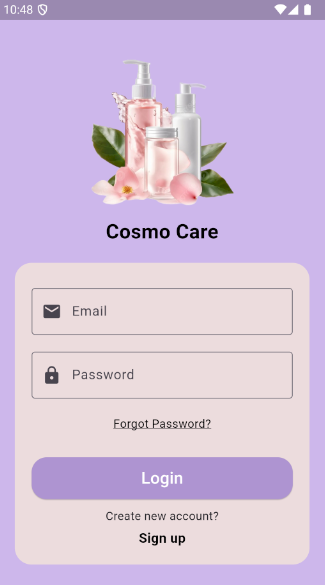 10:48
Cosmo Care
Email
Password
Forgot Password?
Login
Create new account?
Sign up